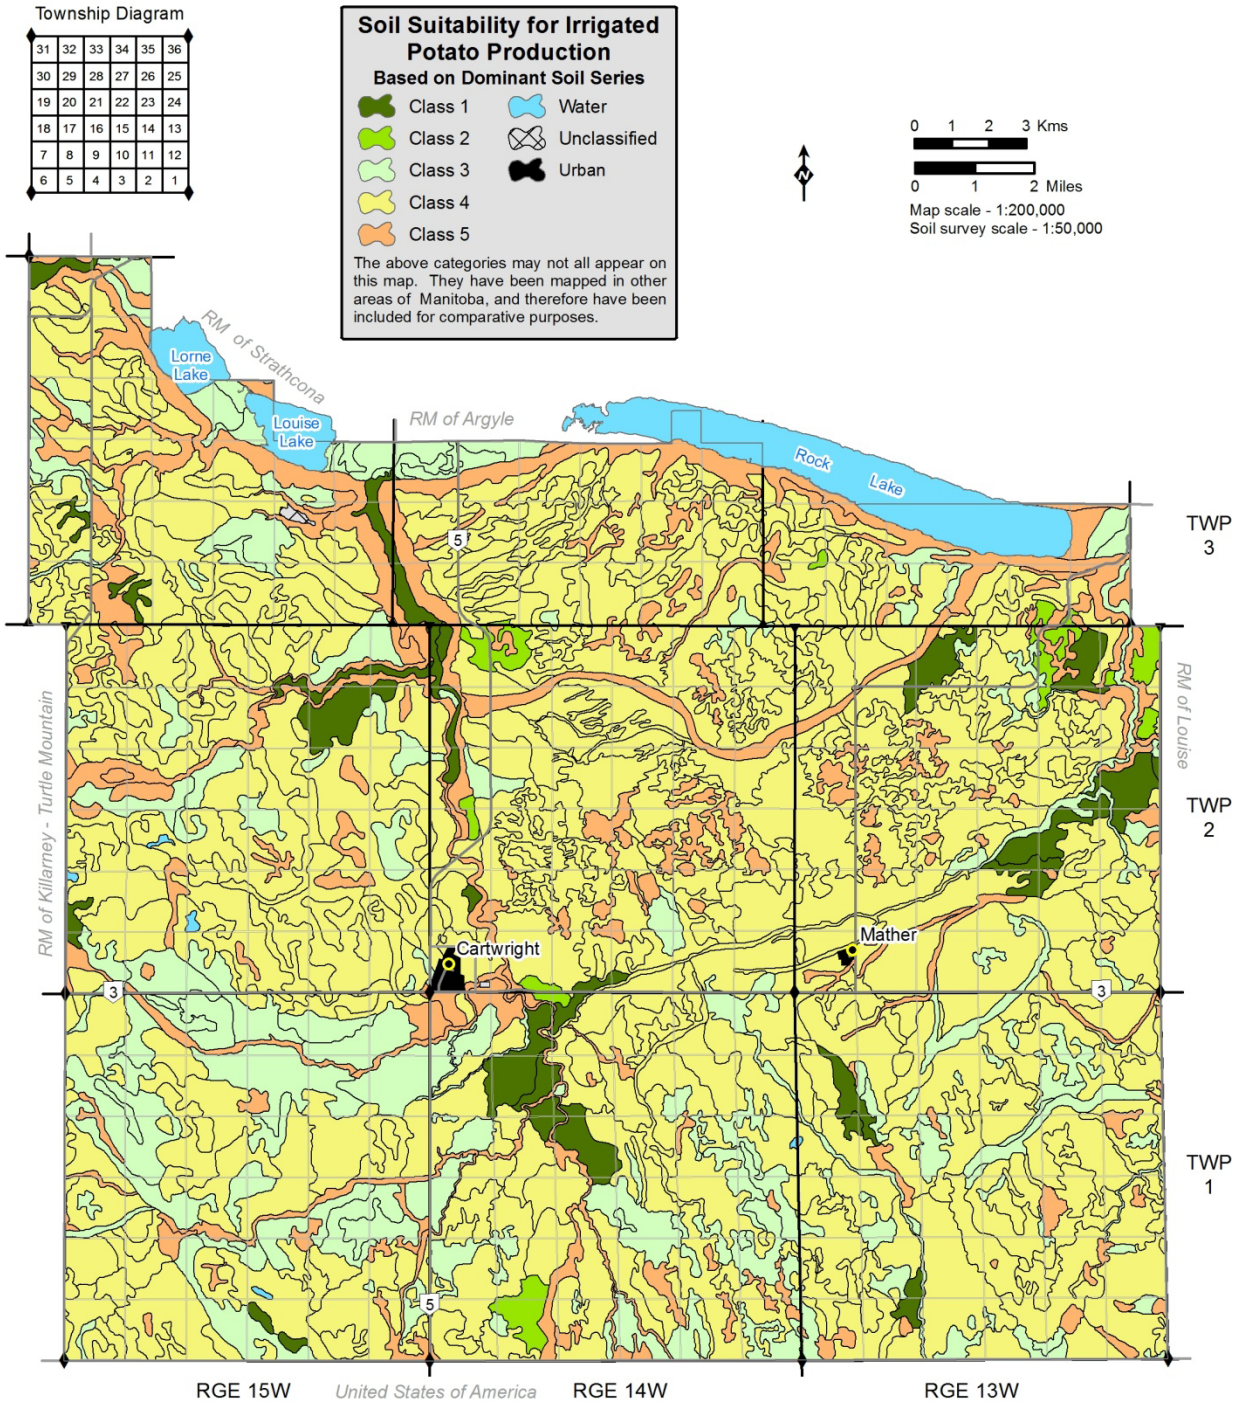 Township Diagram
31 32 33 34 35 36
30 29 28 27 26 25
19 20 21 22 23 24
18 17 16 15 14 13
7 8 9 10 11 12
6 5 4 3 2 1
Soil Suitability for Irrigated
Potato Production
Based on Dominant Soil Series
Class 1
Water
Class 2
Unclassified
Class 3
Urban
Class 4
Class 5
The above categories may not all appear on
this map. They have been mapped in other
areas of Manitoba, and therefore have been
included for comparative purposes.
N
0 1 2 3 Kms
0 1 2 Miles
Map scale - 1:200,000
Soil survey scale - 1:50,000
RM of Strathcona
Lorne
Lake
Louise
Lake
RM of Argyle
Rock
Lake
5
TWP
3
RM of Killarney - Turtle Mountain
RM of Louise
TWP
2
Cartwright
Mather
3
3
TWP
1
5
RGE 15W
United States of America
RGE 14W
RGE 13W